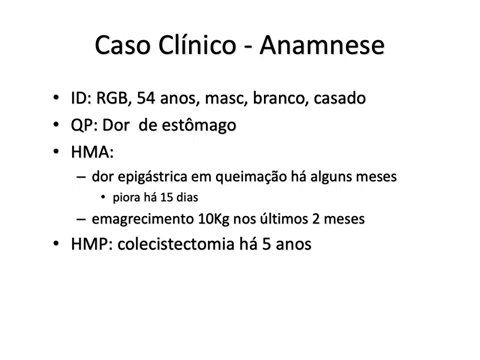 Caso Clínico - Anamnese
• ID: RGB, 54 anos, masc, branco, casado
• QP: Dor de estômago
• HMA:
– dor epigástrica em queimação há alguns meses
• piora há 15 dias
– emagrecimento 10Kg nos últimos 2 meses
• HMP: colecistectomia há 5 anos